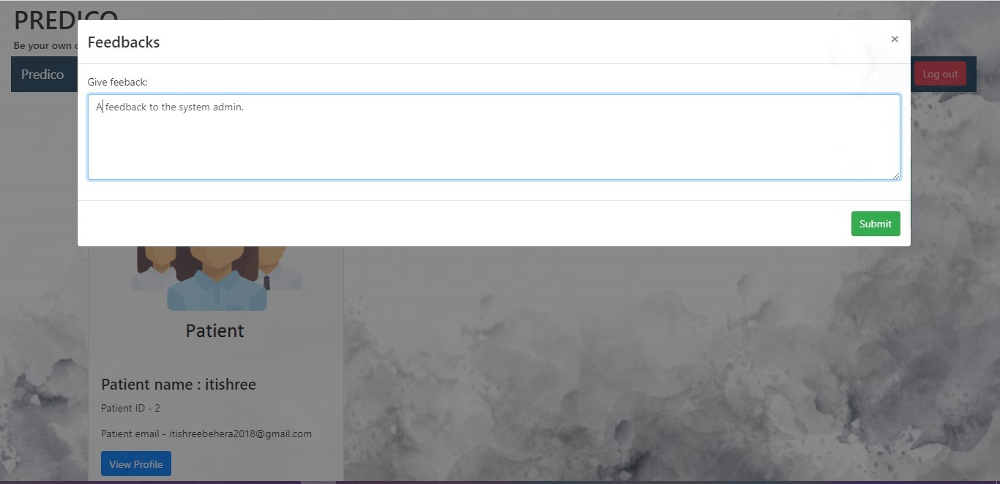 PREDICO
Feedbacks
×
Be your own
Predico
Log out
Give feeback:
A feedback to the system admin.
Submit
Patient
Patient name : itishree
Patient ID - 2
Patient email - itishreebehera2018@gmail.com
View Profile